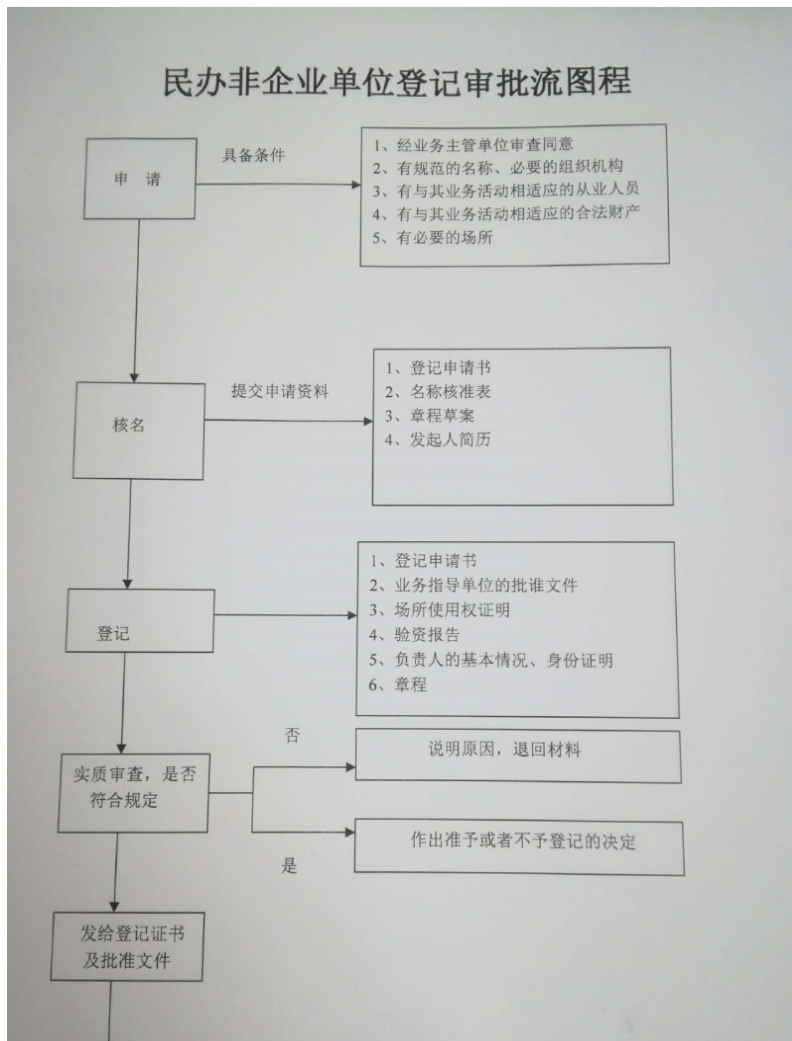 民办非企业单位登记审批流图程
申 请
具备条件
1、经业务主管单位审查同意
2、有规范的名称、必要的组织机构
3、有与其业务活动相适应的从业人员
4、有与其业务活动相适应的合法财产
5、有必要的场所
核名
提交申请资料
1、登记申请书
2、名称核准表
3、章程草案
4、发起人简历
登记
1、登记申请书
2、业务指导单位的批谁文件
3、场所使用权证明
4、验资报告
5、负责人的基本情况、身份证明
6、章程
实质审查，是否
符合规定
否
说明原因，退回材料
是
作出准予或者不予登记的决定
发给登记证书
及批准文件